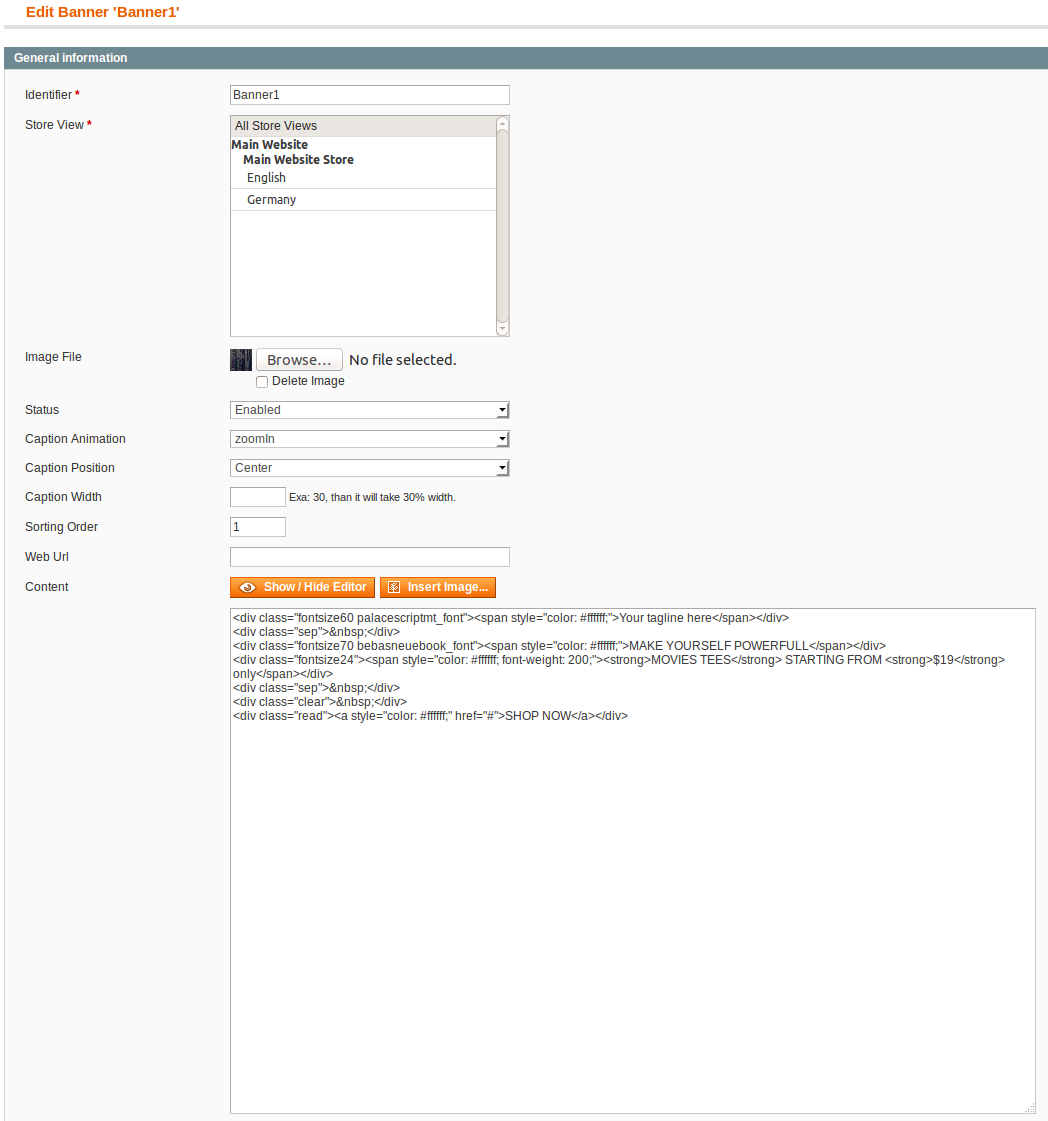 Edit Banner 'Banner1'
General information
Identifier *
Banner1
Store View *
All Store Views
Main Website
Main Website Store
English
Germany
Image File
Browse... No file selected.
Delete Image
Status
Enabled
Caption Animation
zoomIn
Caption Position
Center
Caption Width
Exa: 30, than it will take 30% width.
Sorting Order
1
Web Url
Content
Show / Hide Editor
Insert Image...
<div class="fontsize60 palacescriptmt_font"><span style="color: #ffffff;">Your tagline here</span></div>
<div class="sep">&nbsp;</div>
<div class="fontsize70 bebasneuebook_font"><span style="color: #ffffff;">MAKE YOURSELF POWERFULL</span></div>
<div class="fontsize24"><span style="color: #ffffff; font-weight: 200;"><strong>MOVIES TEES</strong> STARTING FROM <strong>$19</strong>
only</span></div>
<div class="sep">&nbsp;</div>
<div class="clear">&nbsp;</div>
<div class="read"><a style="color: #ffffff;" href="#">SHOP NOW</a></div>